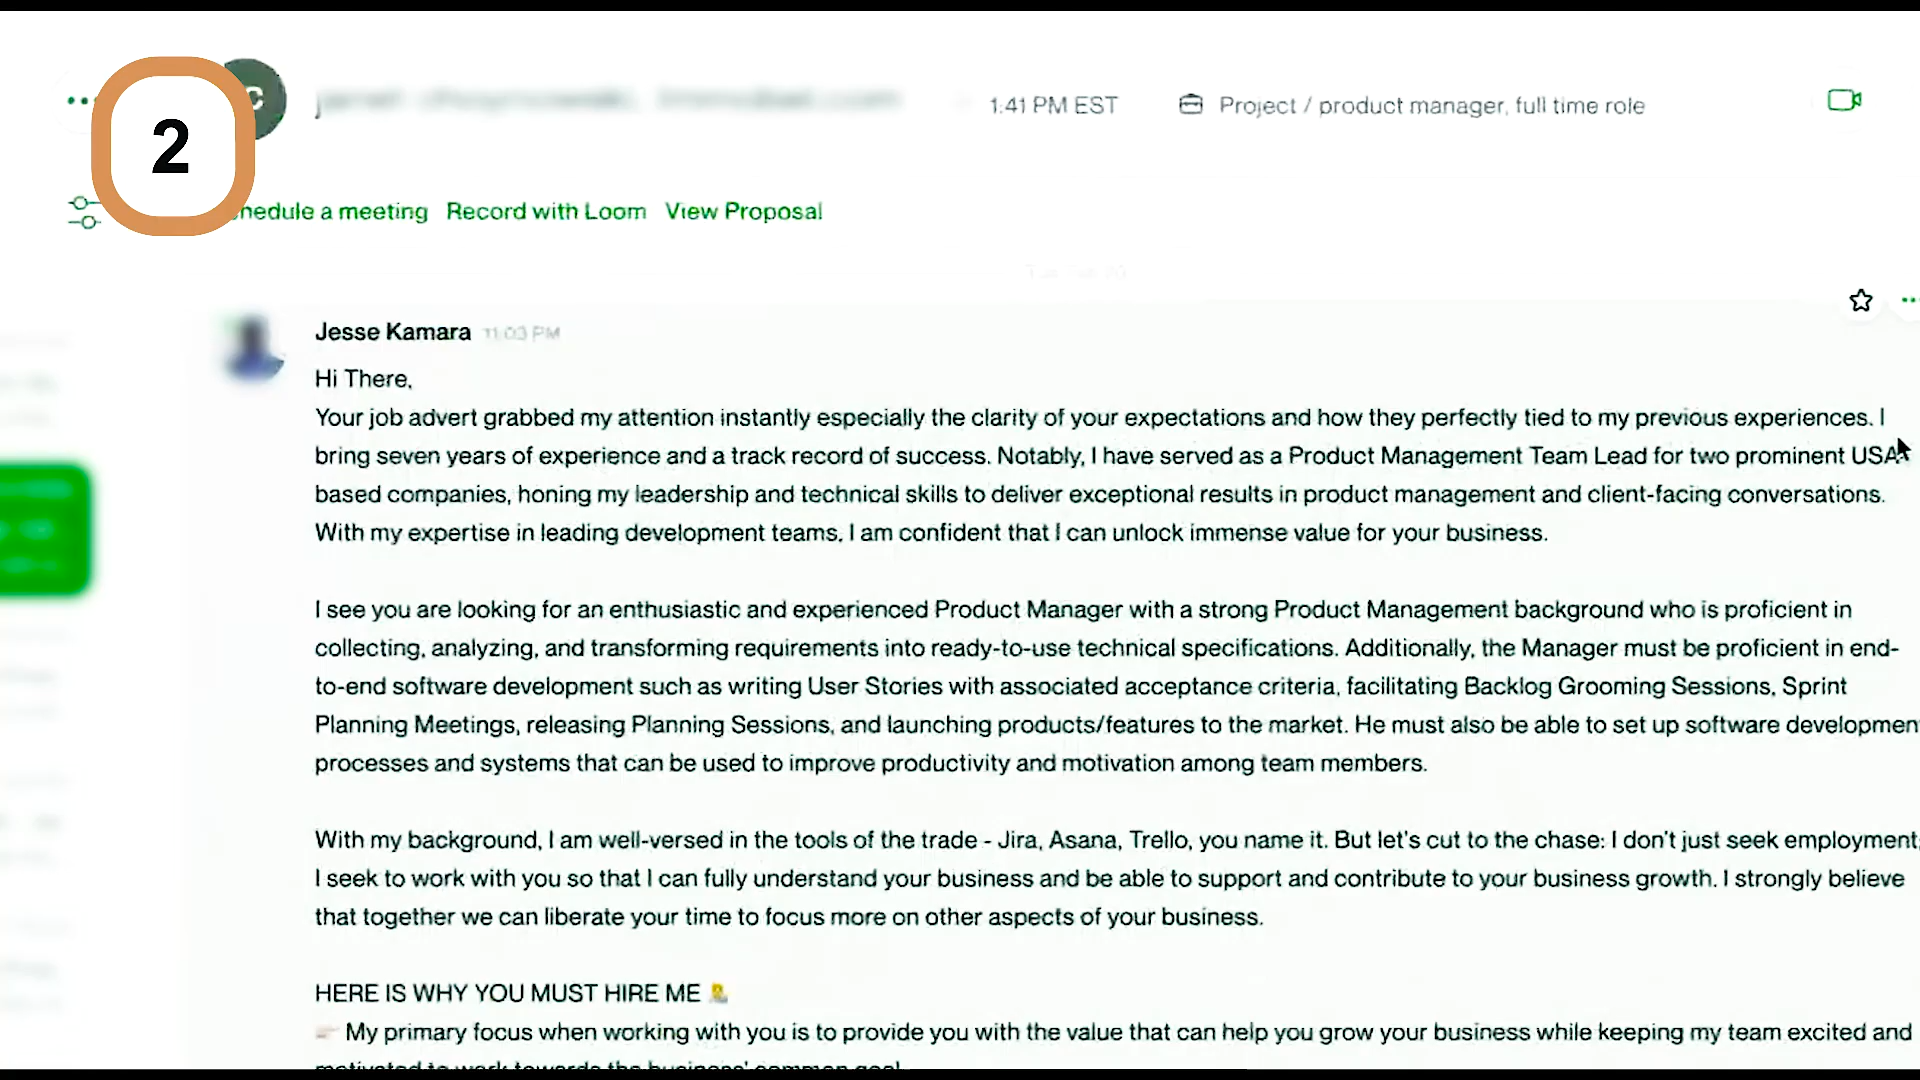 2
C
1:41 PM EST
Project / product manager, full time role
hedule a meeting
Record with Loom
View Proposal
Jesse Kamara 11:03 PM
Hi There,
Your job advert grabbed my attention instantly especially the clarity of your expectations and how they perfectly tied to my previous experiences. I
bring seven years of experience and a track record of success. Notably, I have served as a Product Management Team Lead for two prominent USA
based companies, honing my leadership and technical skills to deliver exceptional results in product management and client-facing conversations.
With my expertise in leading development teams, I am confident that I can unlock immense value for your business.
I see you are looking for an enthusiastic and experienced Product Manager with a strong Product Management background who is proficient in
collecting, analyzing, and transforming requirements into ready-to-use technical specifications. Additionally, the Manager must be proficient in end-
to-end software development such as writing User Stories with associated acceptance criteria, facilitating Backlog Grooming Sessions, Sprint
Planning Meetings, releasing Planning Sessions, and launching products/features to the market. He must also be able to set up software developmen
processes and systems that can be used to improve productivity and motivation among team members.
With my background, I am well-versed in the tools of the trade - Jira, Asana, Trello, you name it. But let's cut to the chase: I don't just seek employment;
I seek to work with you so that I can fully understand your business and be able to support and contribute to your business growth. I strongly believe
that together we can liberate your time to focus more on other aspects of your business.
HERE IS WHY YOU MUST HIRE ME
My primary focus when working with you is to provide you with the value that can help you grow your business while keeping my team excited and
motivated to work towards the business' common goal.